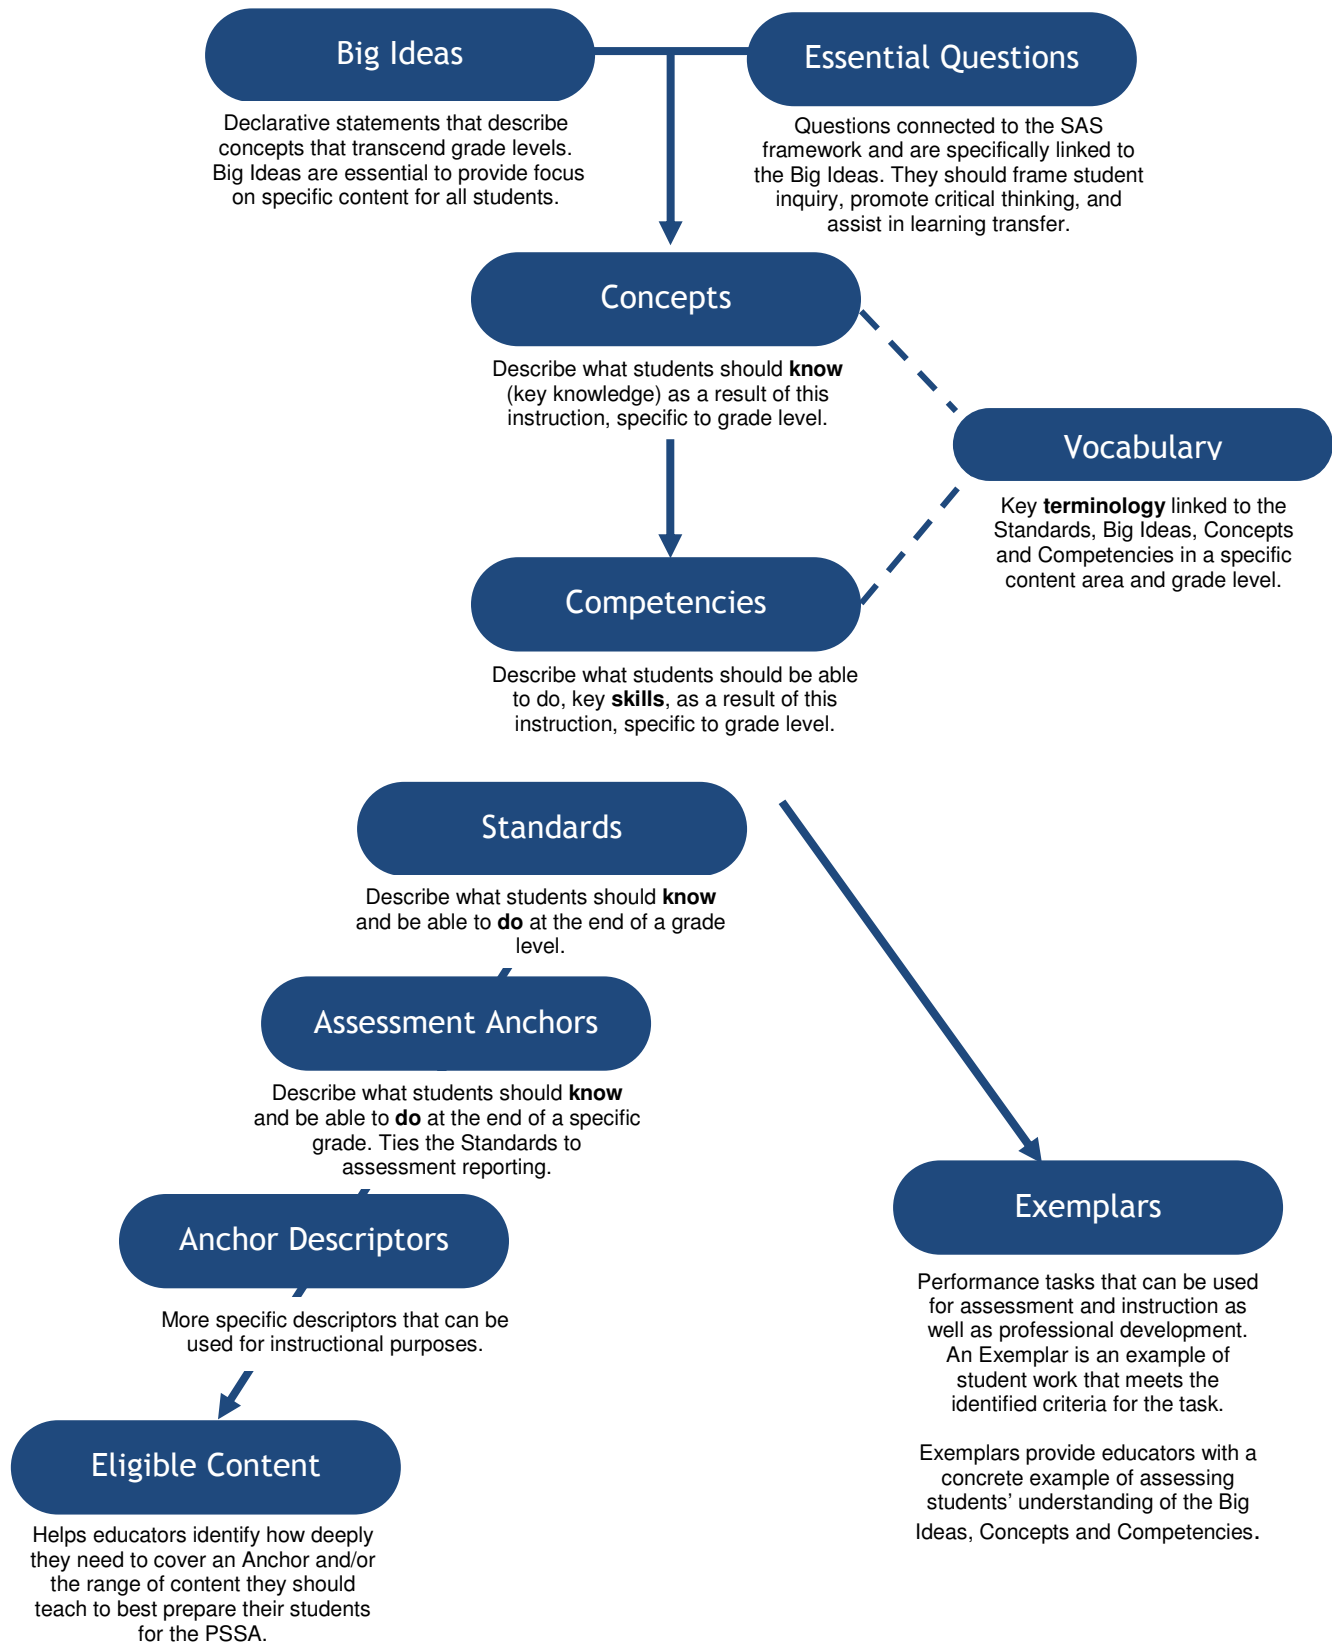 Big Ideas
Declarative statements that describe
concepts that transcend grade levels.
Big Ideas are essential to provide focus
on specific content for all students.
Essential Questions
Questions connected to the SAS
framework and are specifically linked to
the Big Ideas. They should frame student
inquiry, promote critical thinking, and
assist in learning transfer.
Concepts
Describe what students should know
(key knowledge) as a result of this
instruction, specific to grade level.
Vocabulary
Key terminology linked to the
Standards, Big Ideas, Concepts
and Competencies in a specific
content area and grade level.
Competencies
Describe what students should be able
to do, key skills, as a result of this
instruction, specific to grade level.
Standards
Describe what students should know
and be able to do at the end of a grade
level.
Assessment Anchors
Describe what students should know
and be able to do at the end of a specific
grade. Ties the Standards to
assessment reporting.
Anchor Descriptors
More specific descriptors that can be
used for instructional purposes.
Eligible Content
Helps educators identify how deeply
they need to cover an Anchor and/or
the range of content they should
teach to best prepare their students
for the PSSA.
Exemplars
Performance tasks that can be used
for assessment and instruction as
well as professional development.
An Exemplar is an example of
student work that meets the
identified criteria for the task.
Exemplars provide educators with a
concrete example of assessing
students’ understanding of the Big
Ideas, Concepts and Competencies.